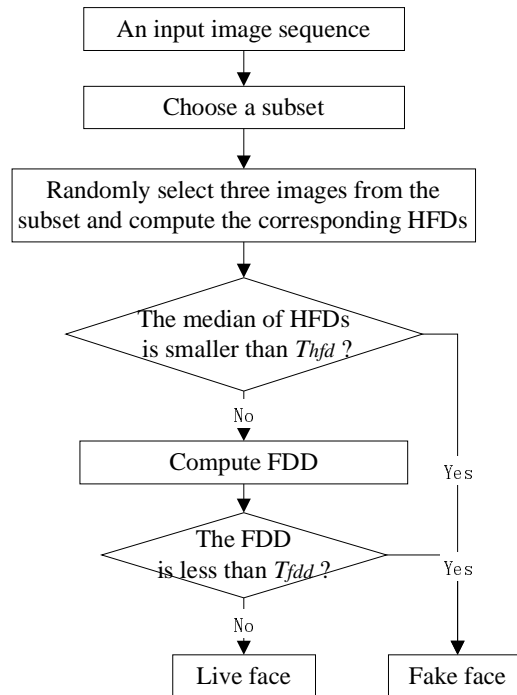 An input image sequence
Choose a subset
Randomly select three images from the
subset and compute the corresponding HFDs
The median of HFDs
is smaller than Thfd ?
No
Compute FDD
Yes
The FDD
is less than Tfdd ?
Yes
No
Live face
Fake face